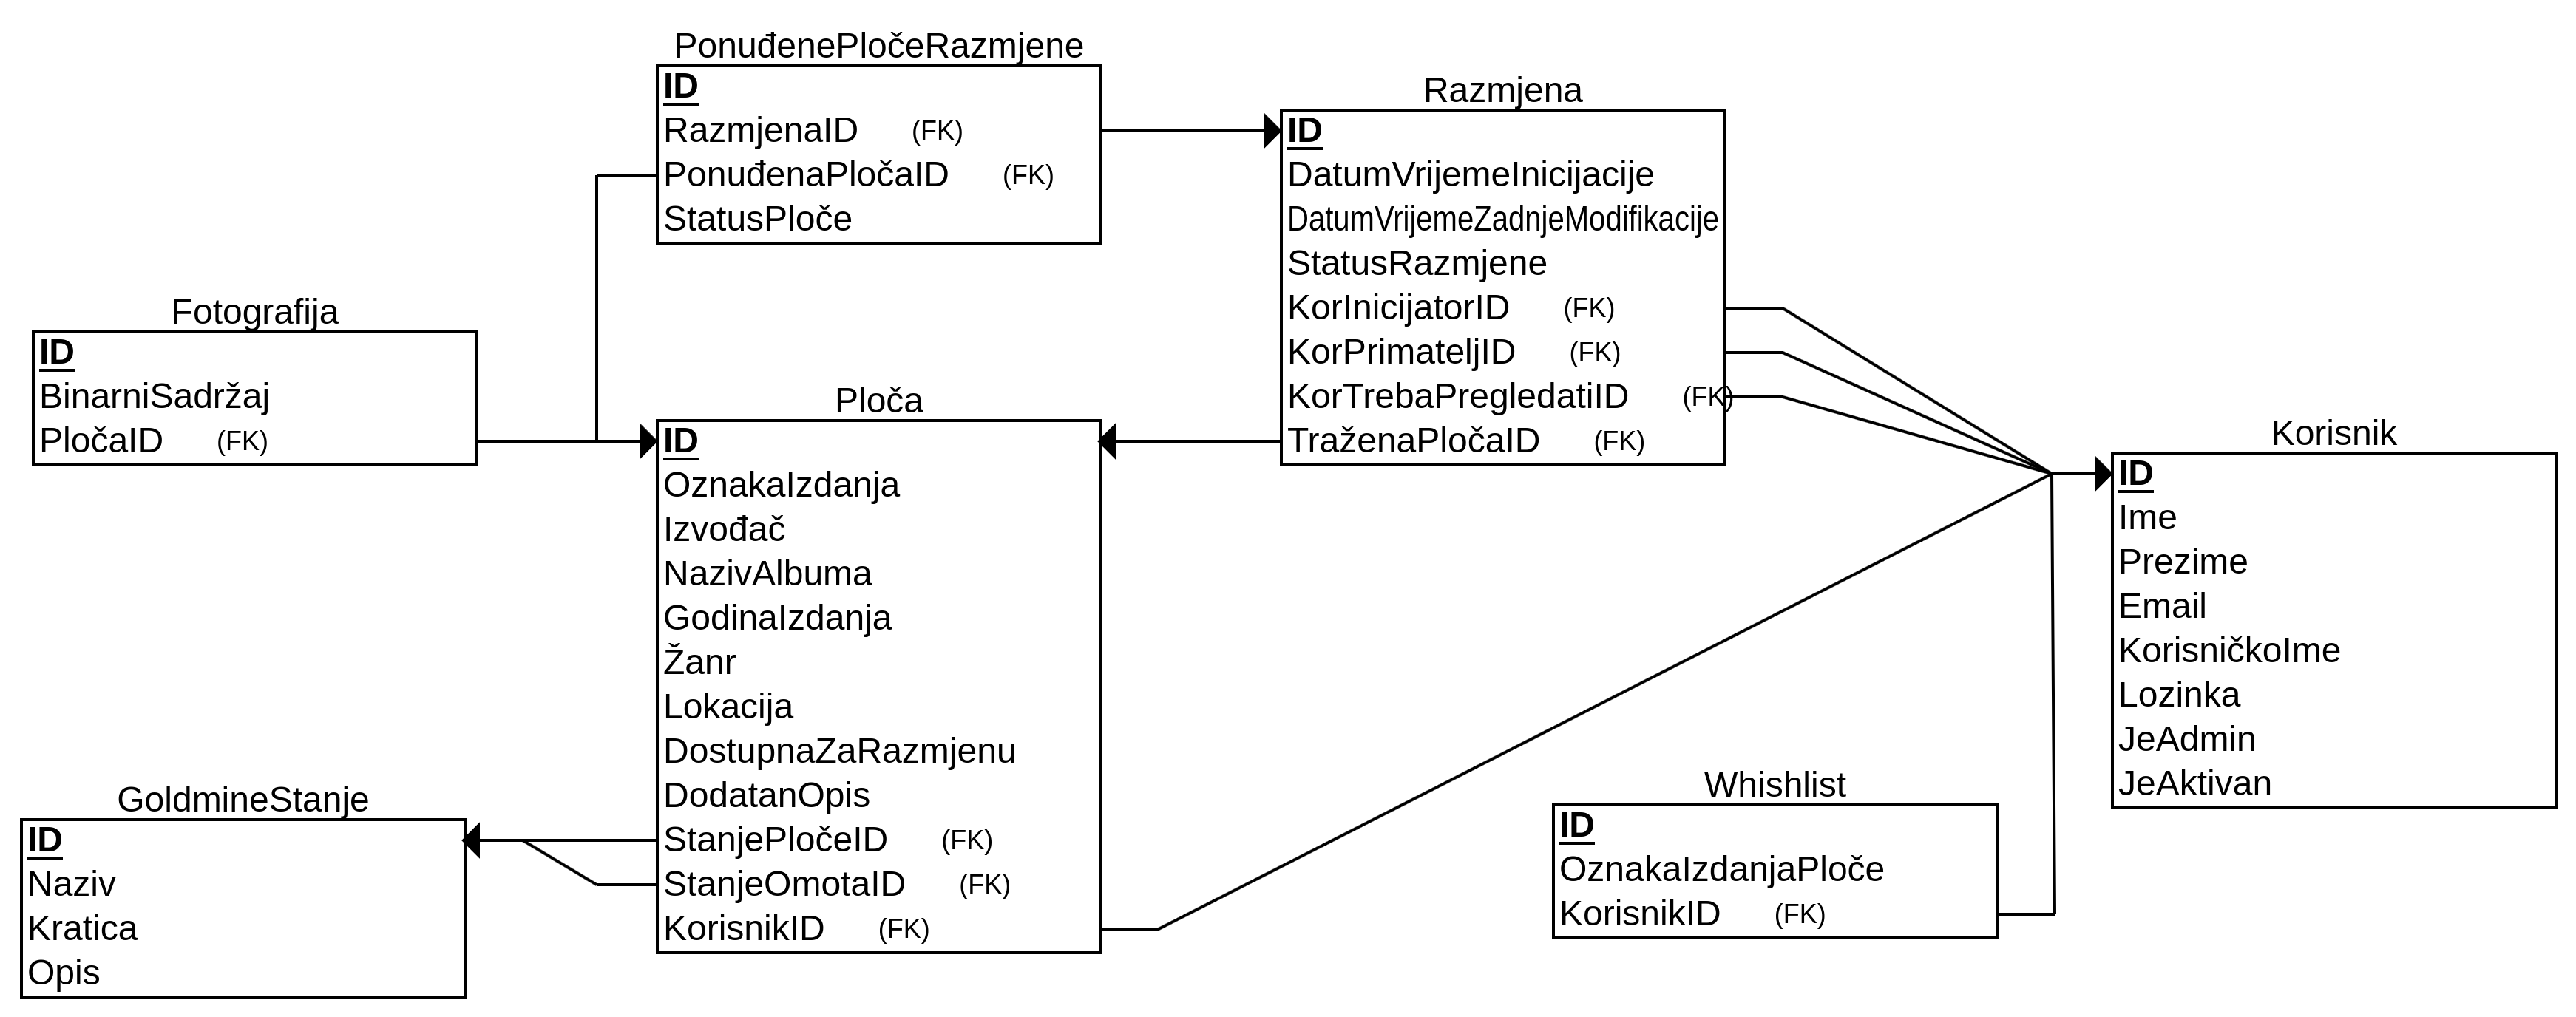 PonuđenePločeRazmjene
ID
RazmjenaID (FK)
PonuđenaPločaID (FK)
StatusPloče
Razmjena
ID
DatumVrijemeInicijacije
DatumVrijemeZadnjeModifikacije
StatusRazmjene
KorInicijatorID (FK)
KorPrimateljID (FK)
KorTrebaPregledatiID (FK)
TraženaPločaID (FK)
Fotografija
ID
BinarniSadržaj
PločaID (FK)
Ploča
ID
OznakaIzdanja
Izvođač
NazivAlbuma
GodinaIzdanja
Žanr
Lokacija
DostupnaZaRazmjenu
DodatanOpis
StanjePločeID (FK)
StanjeOmotaID (FK)
KorisnikID (FK)
Korisnik
ID
Ime
Prezime
Email
KorisničkoIme
Lozinka
JeAdmin
JeAktivan
GoldmineStanje
ID
Naziv
Kratica
Opis
Whishlist
ID
OznakaIzdanjaPloče
KorisnikID (FK)